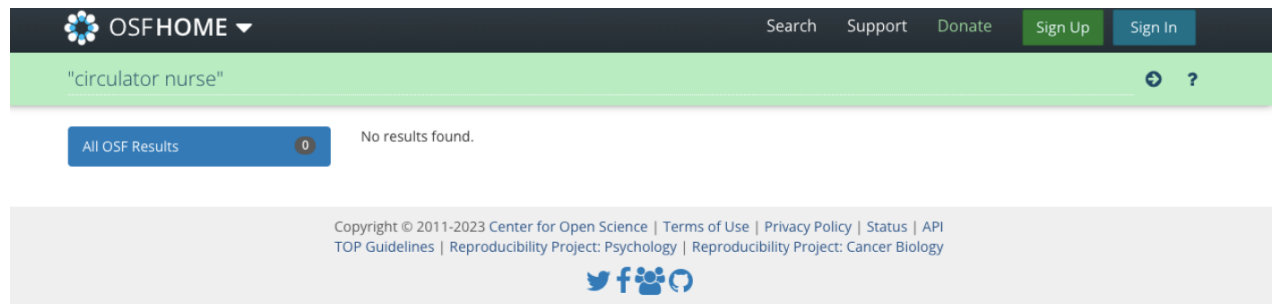 OSFHOME Search Support Donate Sign Up Sign In
"circulator nurse" ?
All OSF Results 0 No results found.
Copyright © 2011-2023 Center for Open Science | Terms of Use | Privacy Policy | Status | API
TOP Guidelines | Reproducibility Project: Psychology | Reproducibility Project: Cancer Biology